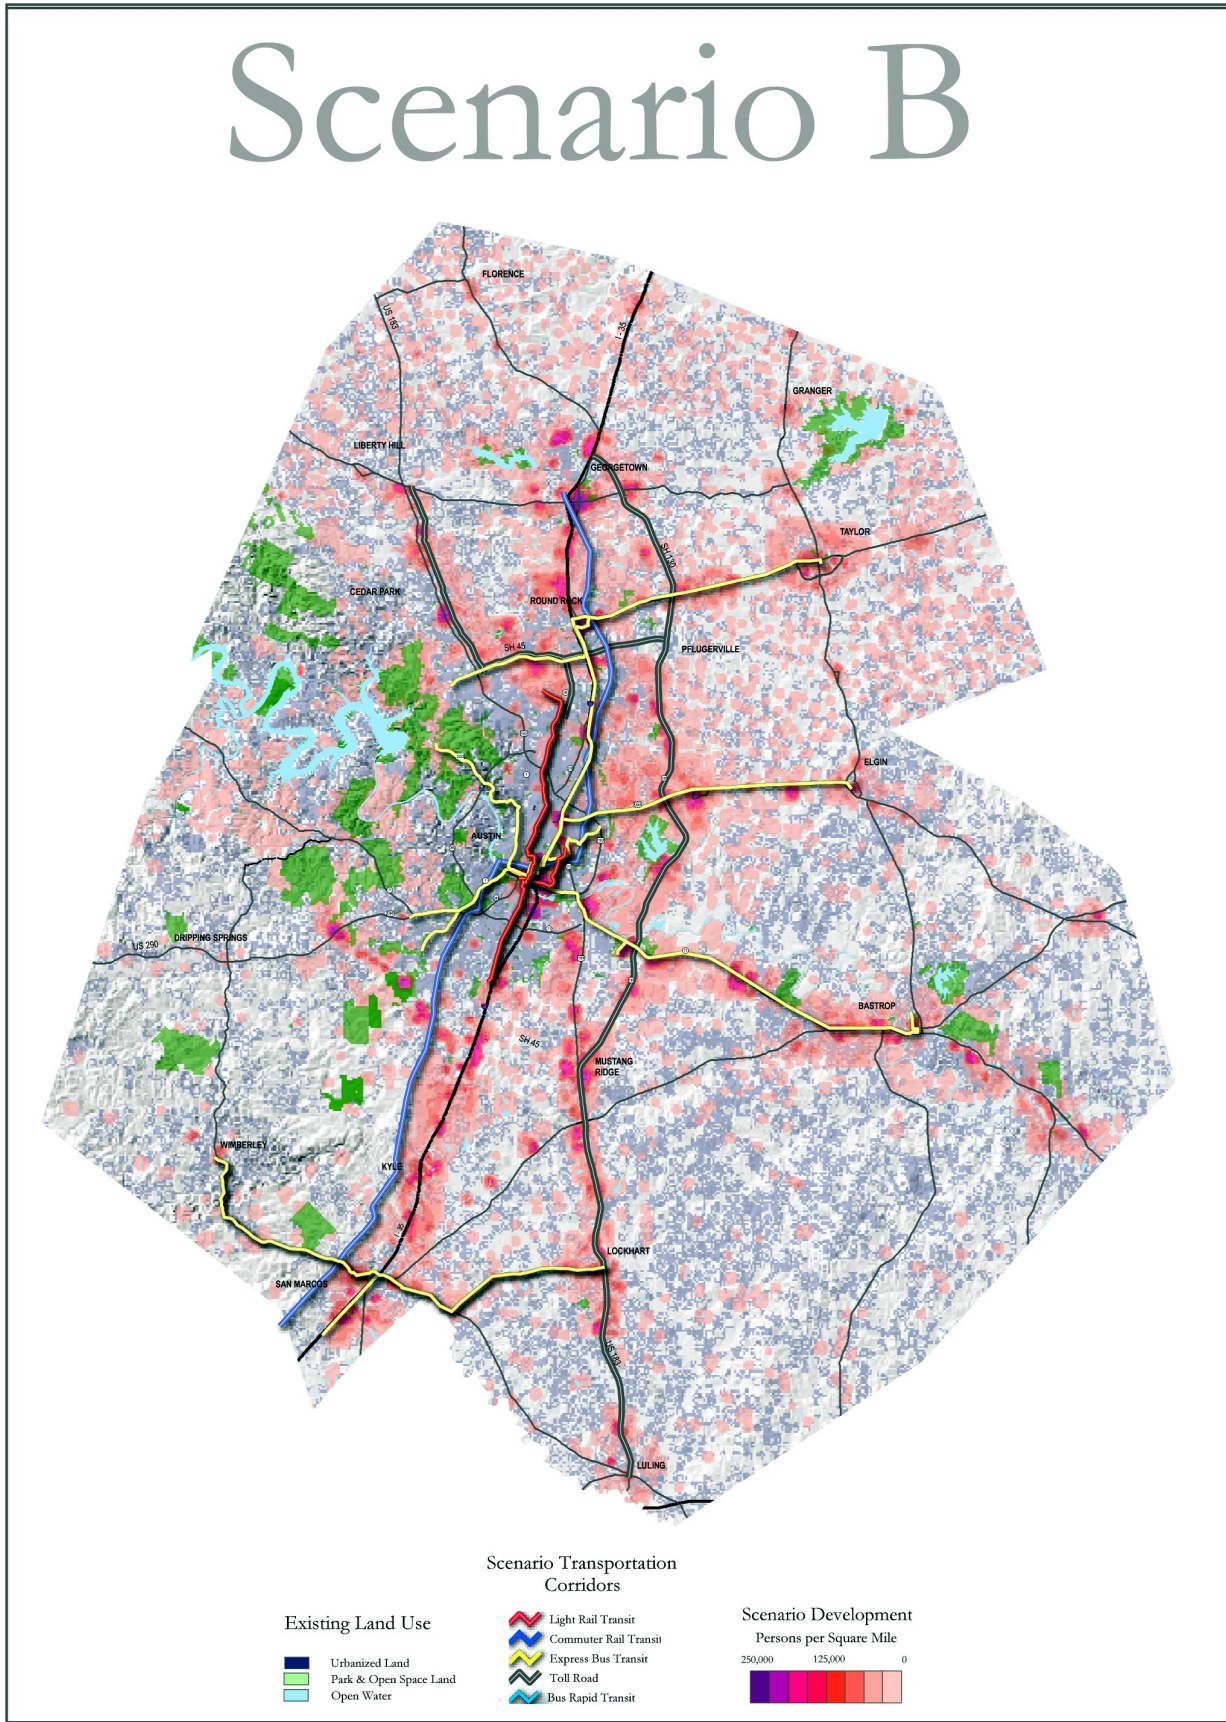 Scenario B
FLORENCE
US 183
I - 35
GRANGER
LIBERTY HILL
GEORGETOWN
TAYLOR
SH 130
CEDAR PARK
ROUND ROCK
SH 45
PFLUGERVILLE
ELGIN
AUSTIN
DRIPPING SPRINGS
US 290
BASTROP
SH 45
MUSTANG
RIDGE
WIMBERLEY
KYLE
I - 35
LOCKHART
SAN MARCOS
US 183
LULING
Scenario Transportation
Corridors
Existing Land Use
Urbanized Land
Park & Open Space Land
Open Water
Light Rail Transit
Commuter Rail Transit
Express Bus Transit
Toll Road
Bus Rapid Transit
Scenario Development
Persons per Square Mile
250,000 125,000 0